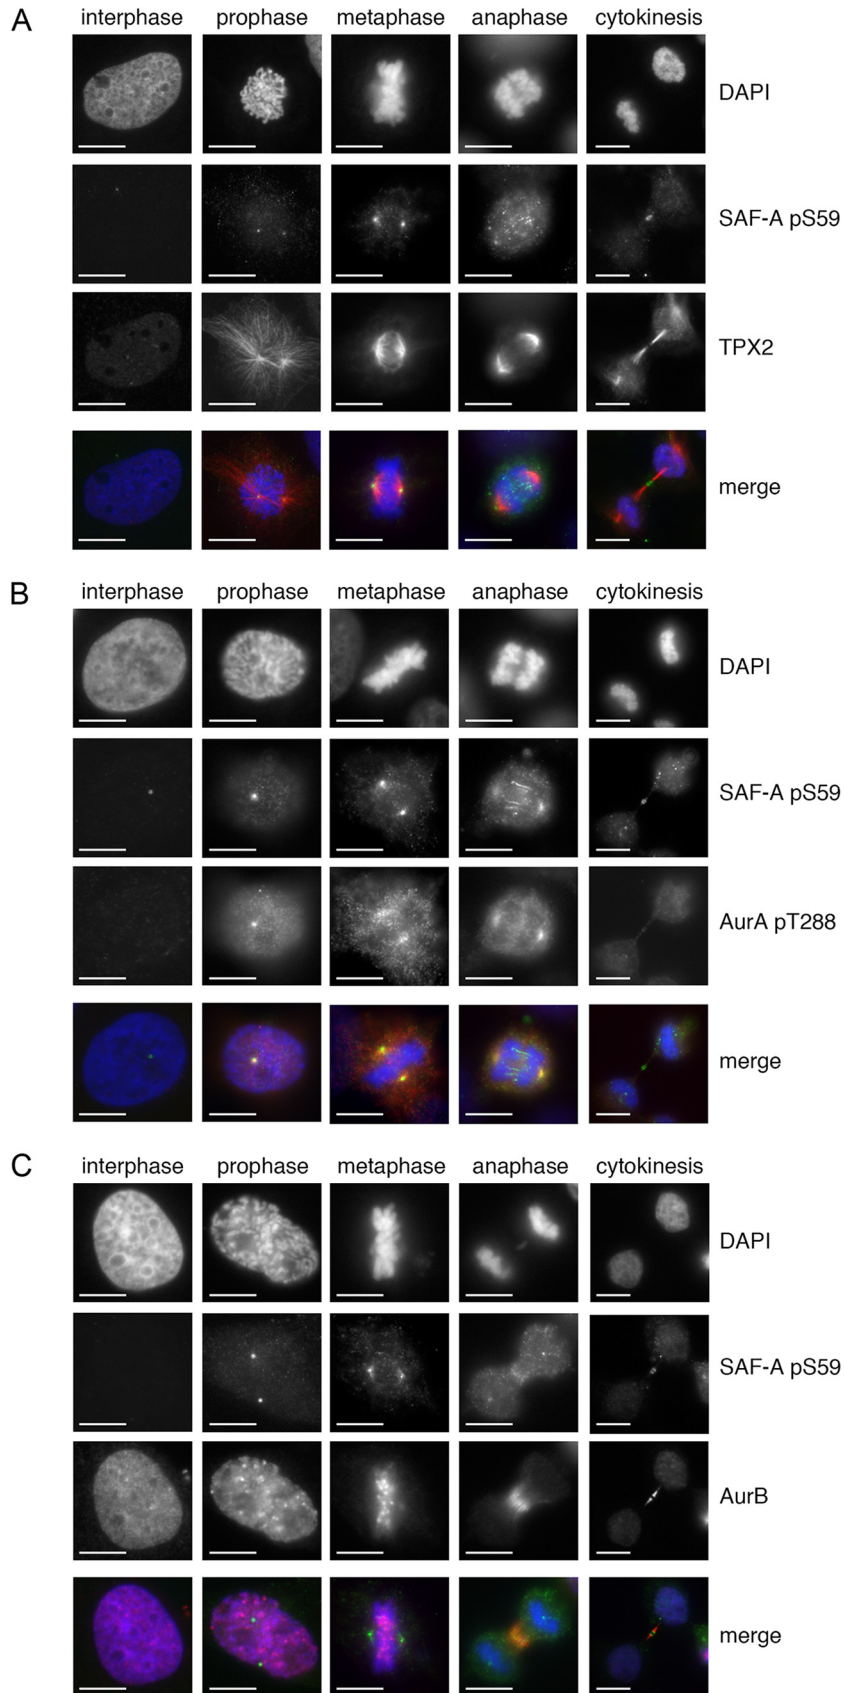 A
interphase prophase metaphase anaphase cytokinesis
DAPI
SAF-A pS59
TPX2
merge
B
interphase prophase metaphase anaphase cytokinesis
DAPI
SAF-A pS59
AurA pT288
merge
C
interphase prophase metaphase anaphase cytokinesis
DAPI
SAF-A pS59
AurB
merge